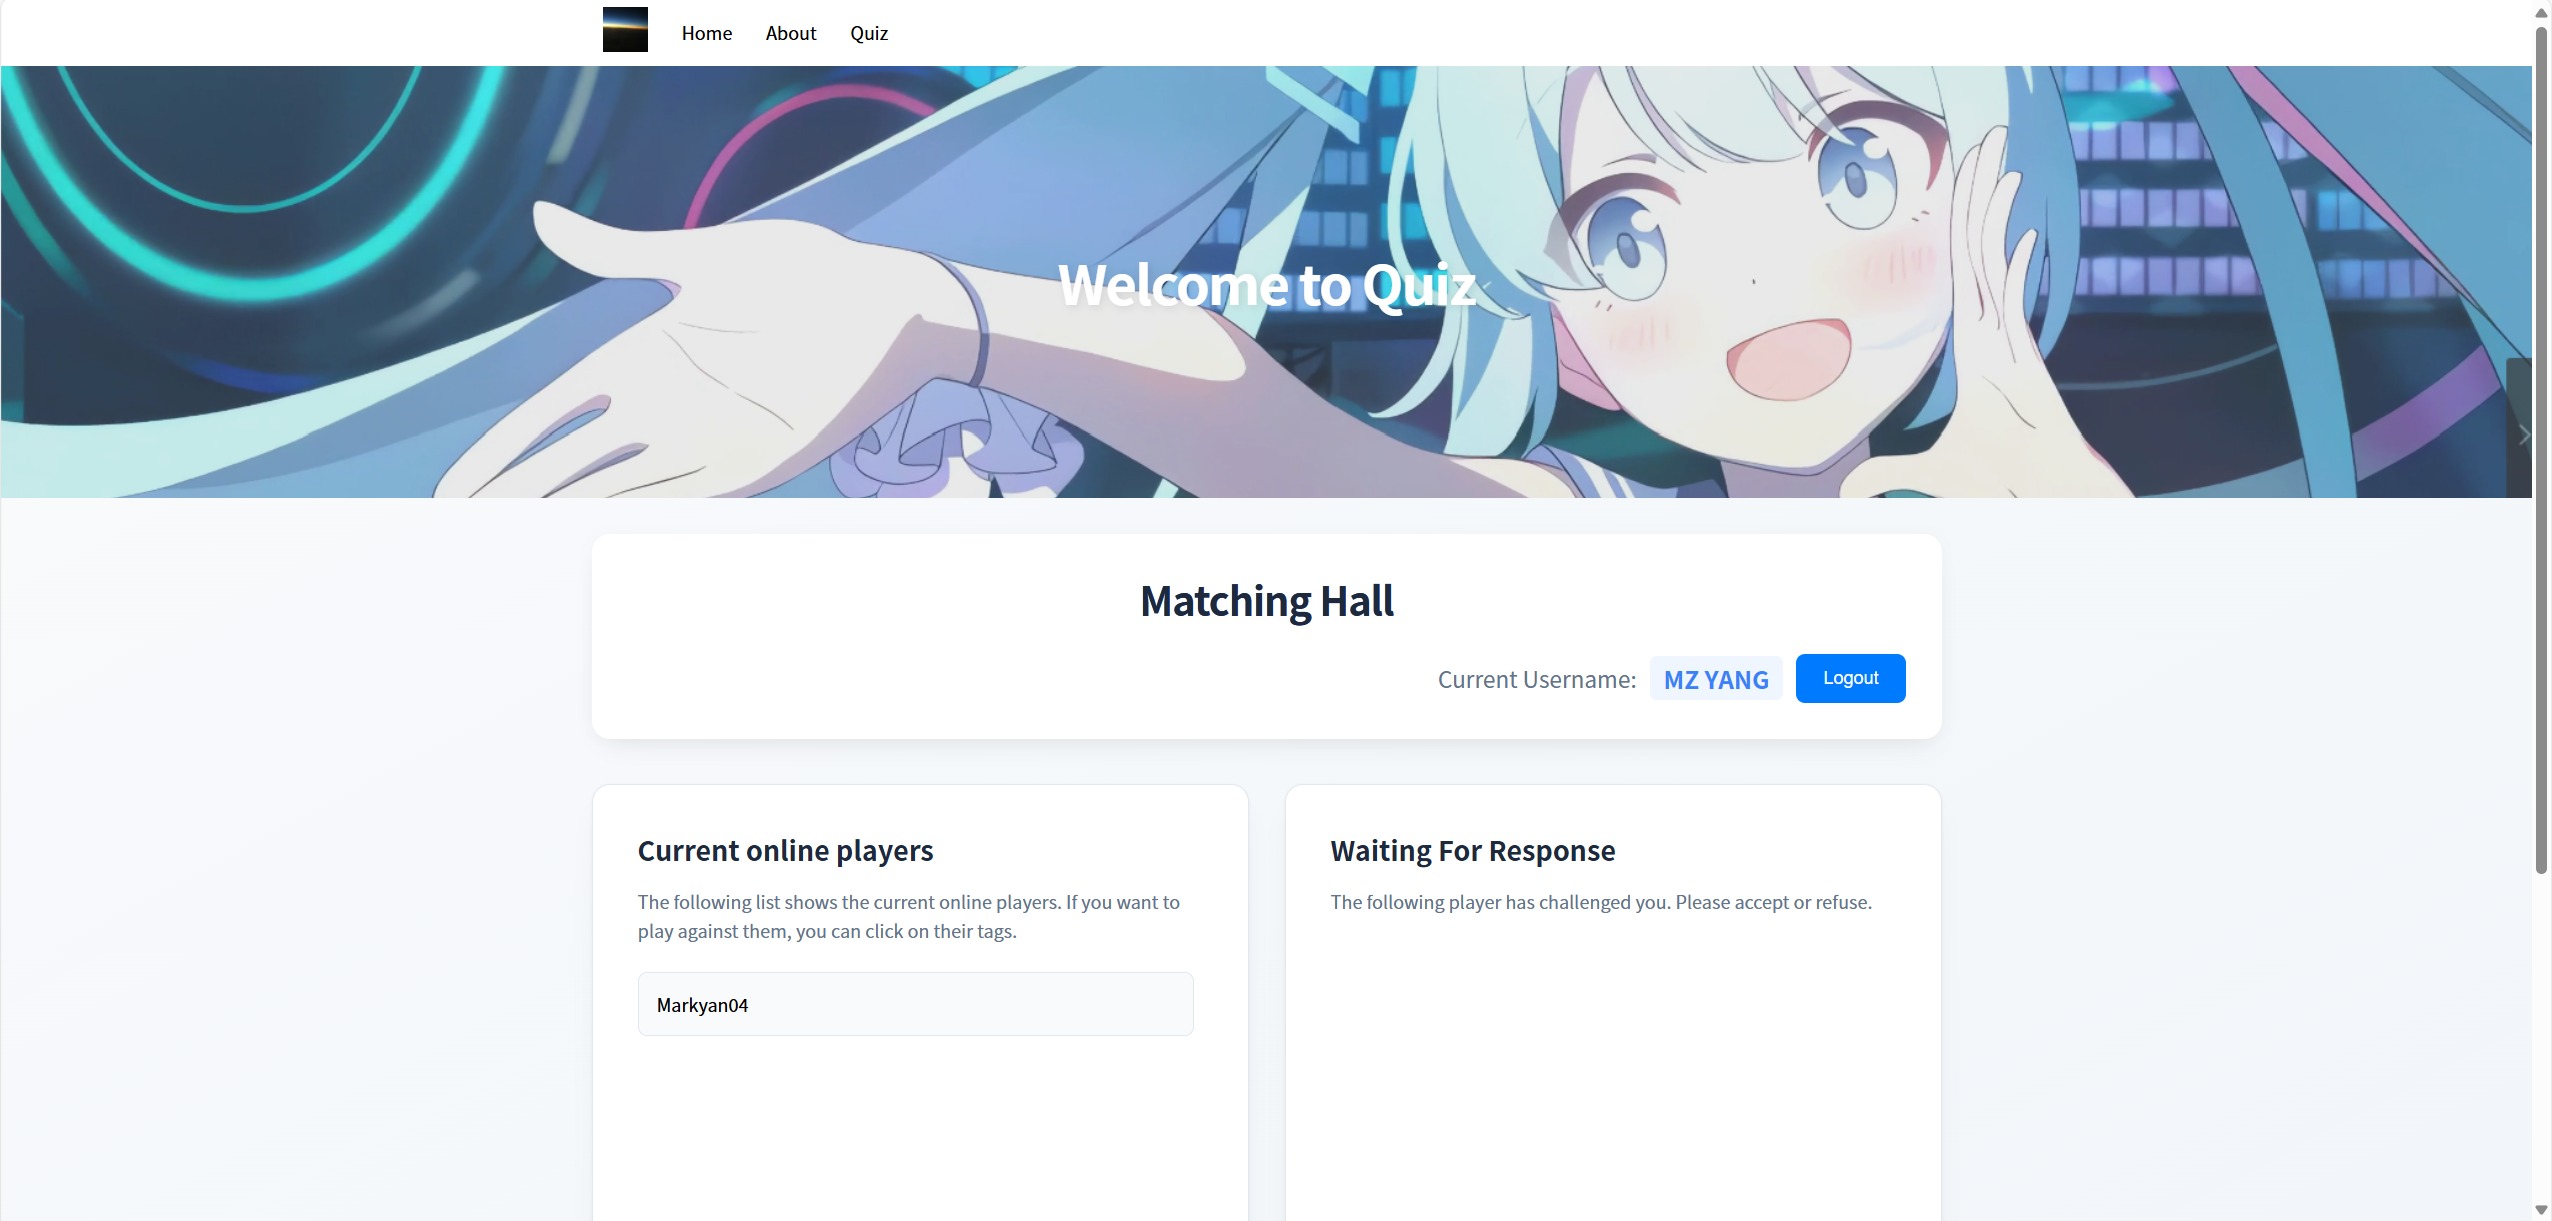 Home About Quiz
Welcome to Quiz
Matching Hall
Current Username: MZ YANG Logout
Current online players
The following list shows the current online players. If you want to
play against them, you can click on their tags.
Markyan04
Waiting For Response
The following player has challenged you. Please accept or refuse.